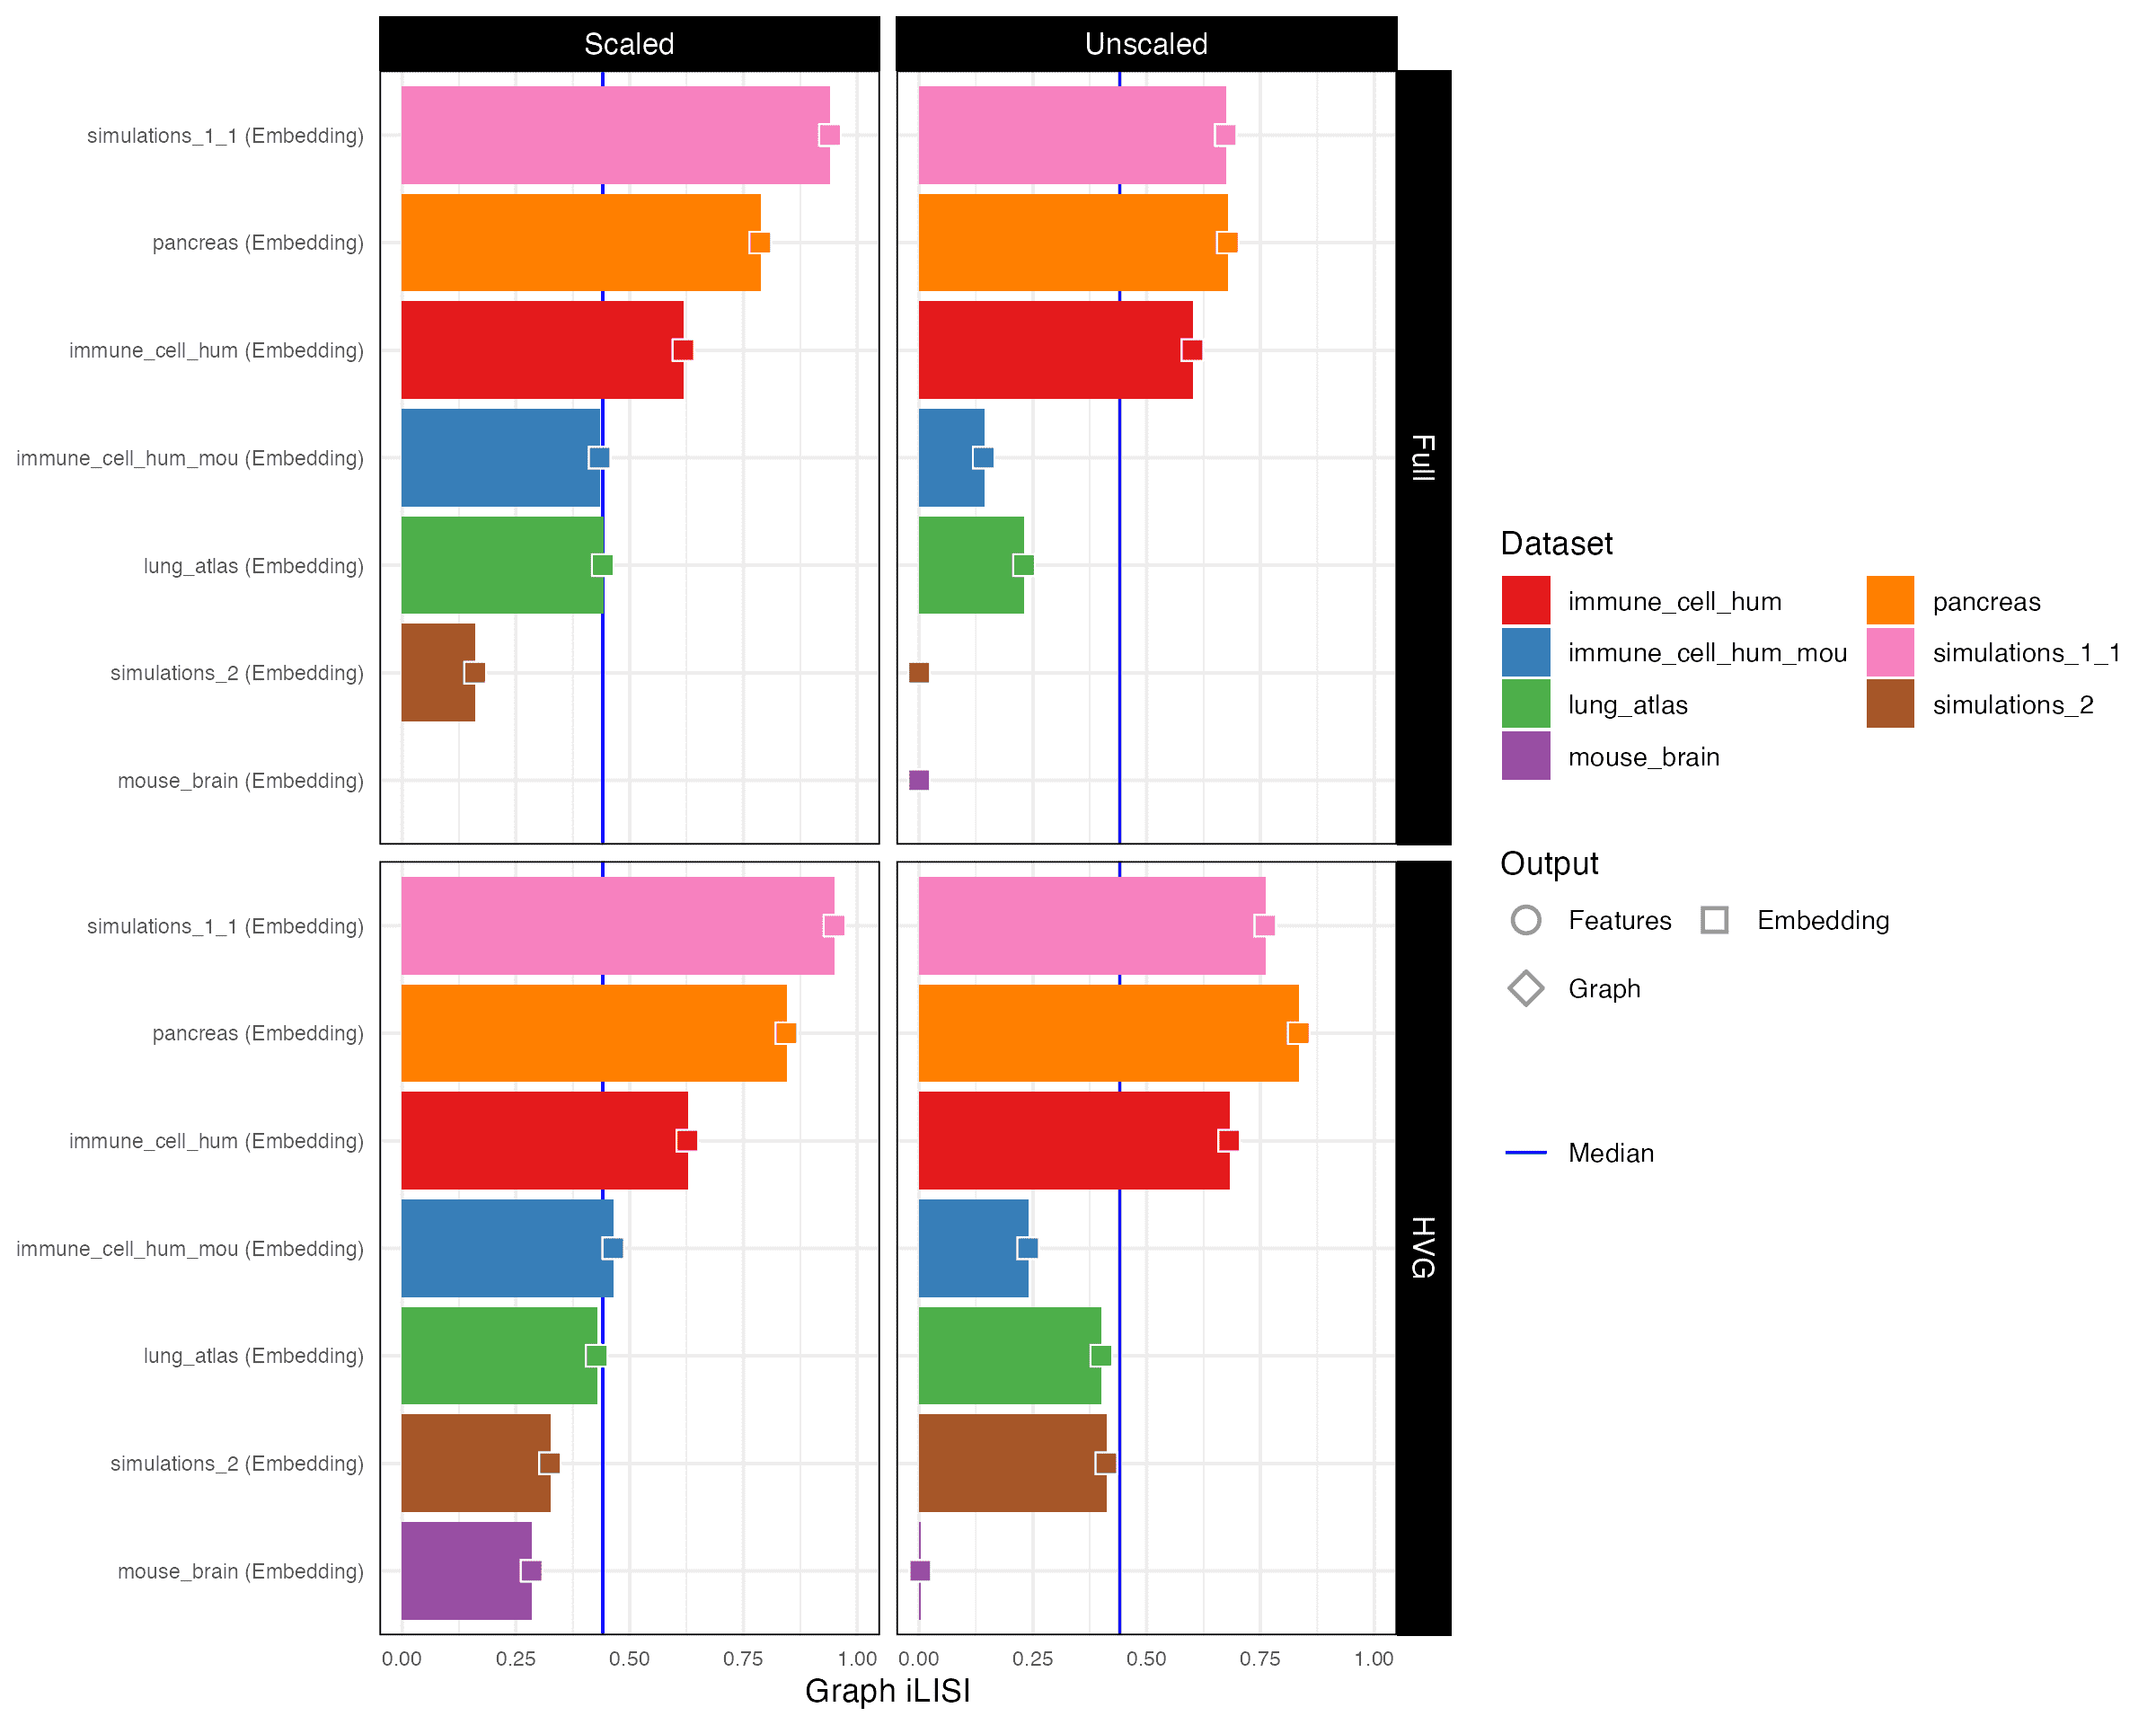 Scaled
Unscaled
simulations_1_1 (Embedding)
pancreas (Embedding)
immune_cell_hum (Embedding)
immune_cell_hum_mou (Embedding)
lung_atlas (Embedding)
simulations_2 (Embedding)
mouse_brain (Embedding)
Full
simulations_1_1 (Embedding)
pancreas (Embedding)
immune_cell_hum (Embedding)
immune_cell_hum_mou (Embedding)
lung_atlas (Embedding)
simulations_2 (Embedding)
mouse_brain (Embedding)
HVG
0.00 0.25 0.50 0.75 1.00
0.00 0.25 0.50 0.75 1.00
Graph iLISI
Dataset
immune_cell_hum
immune_cell_hum_mou
lung_atlas
mouse_brain
pancreas
simulations_1_1
simulations_2
Output
Features
Embedding
Graph
Median